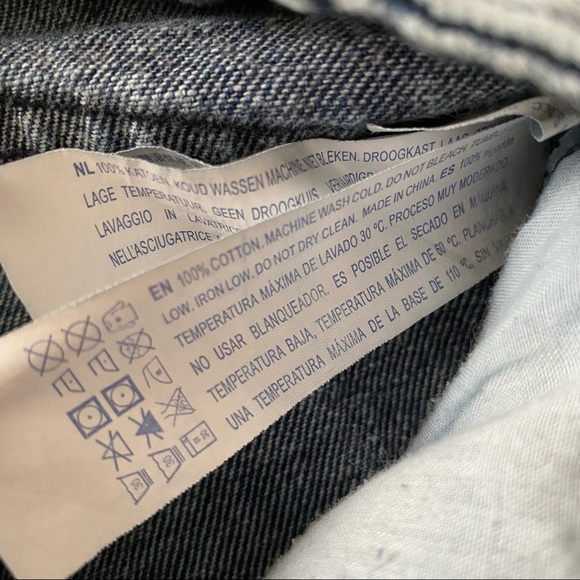 NL 100% KATOEN. KOUD WASSEN MACHINE. NIET BLEKEN. DROOGKAST LAAG
LAGE TEMPERATUUR. GEEN DROOGKUIS
LAVAGGIO IN LAVATRICE
NELL'ASCIUGATRICE
EN 100% COTTON. MACHINE WASH COLD. DO NOT BLEACH. TUMBLE
LOW. IRON LOW. DO NOT DRY CLEAN. MADE IN CHINA. ES 100%
TEMPERATURA MÁXIMA DE LAVADO 30 °C. PROCESO MUY MODERADO.
NO USAR BLANQUEADOR. ES POSIBLE EL SECADO EN MÁQUINA
TEMPERATURA BAJA, TEMPERATURA MÁXIMA DE 60 °C. PLANCHAR A
UNA TEMPERATURA MÁXIMA DE LA BASE DE 110 °C, SIN